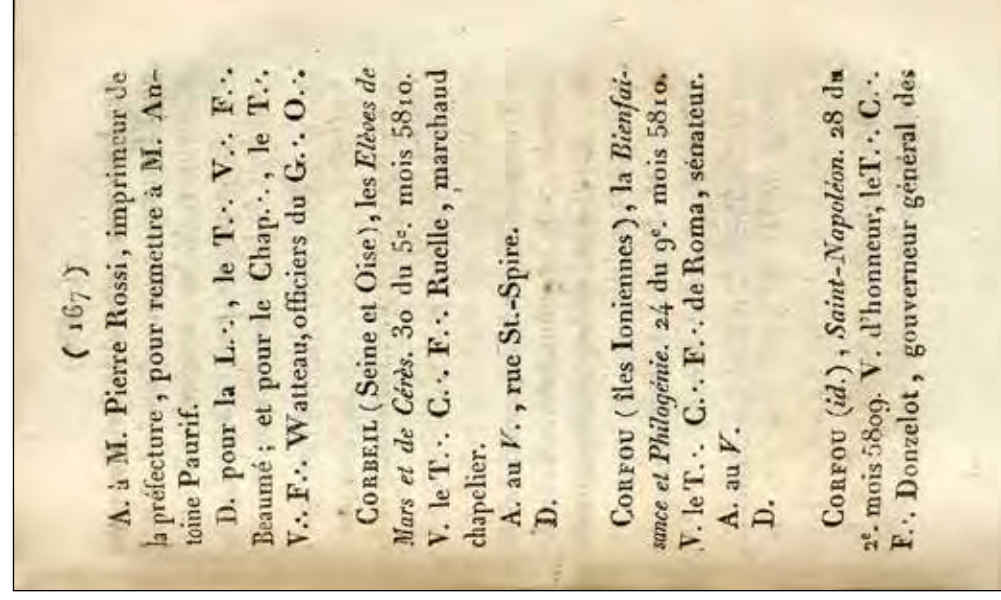 ( 167 )
A. à M. Pierre Rossi, imprimeur de
la préfecture, pour remettre à M. An-
toine Paurif.
D. pour la L∴, le T∴ V∴ F∴
Beaumé; et pour le Chap∴, le T∴
V∴ F∴ Watteau, officiers du G∴ O∴
CORBEIL (Seine et Oise), les Elèves de
Mars et de Cérès. 30 du 5e. mois 5810.
V. le T∴ C∴ F∴ Ruelle, marchaud
chapelier.
A. au V., rue St.-Spire.
D.
CORFOU (îles Ioniennes), la Bienfai-
sance et Philogénie. 24 du 9e. mois 5810.
V. le T∴ C∴ F∴ de Roma, sénateur.
A. au V.
D.
CORFOU (id.), Saint-Napoléon. 28 du
2e. mois 5809. V. d'honneur, le T∴ C∴
F∴ Donzelot, gouverneur général des